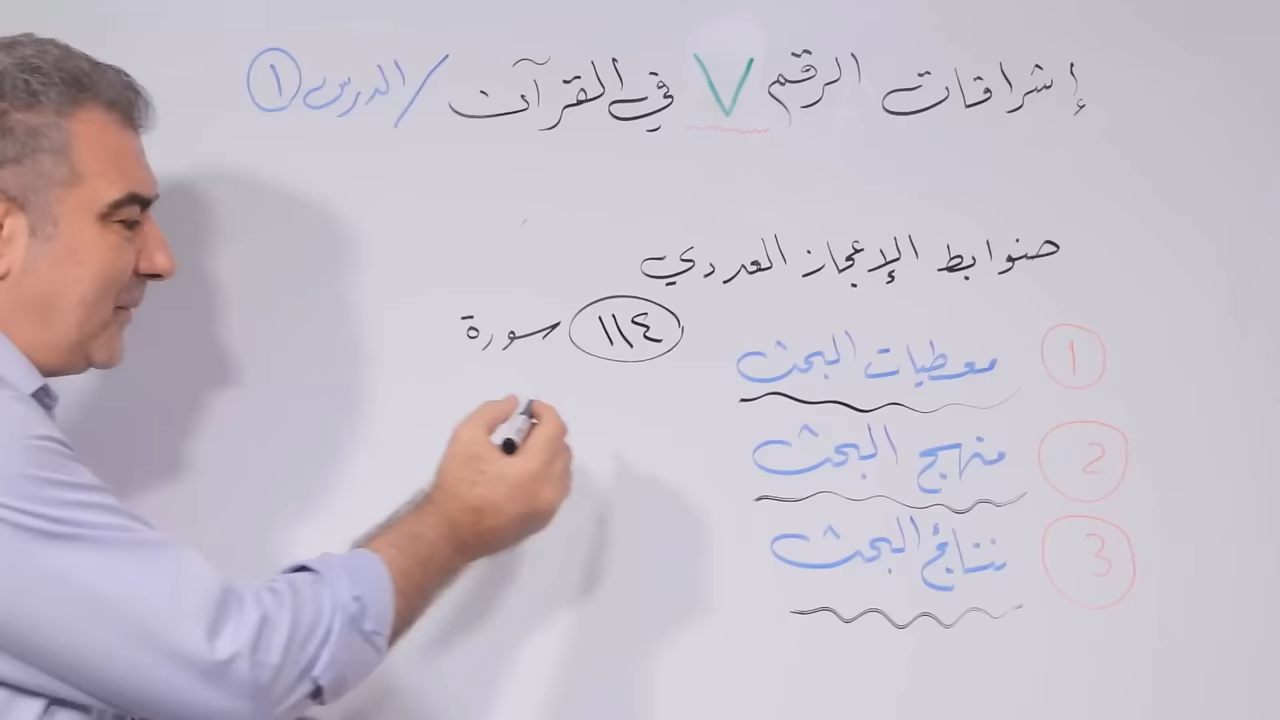 إشراقات الرقم ٧ في القرآن / الدرس ١
ضوابط الإعجاز العددي
1 معطيات البحث ١١٤ سورة
2 منهج البحث
3 نتائج البحث